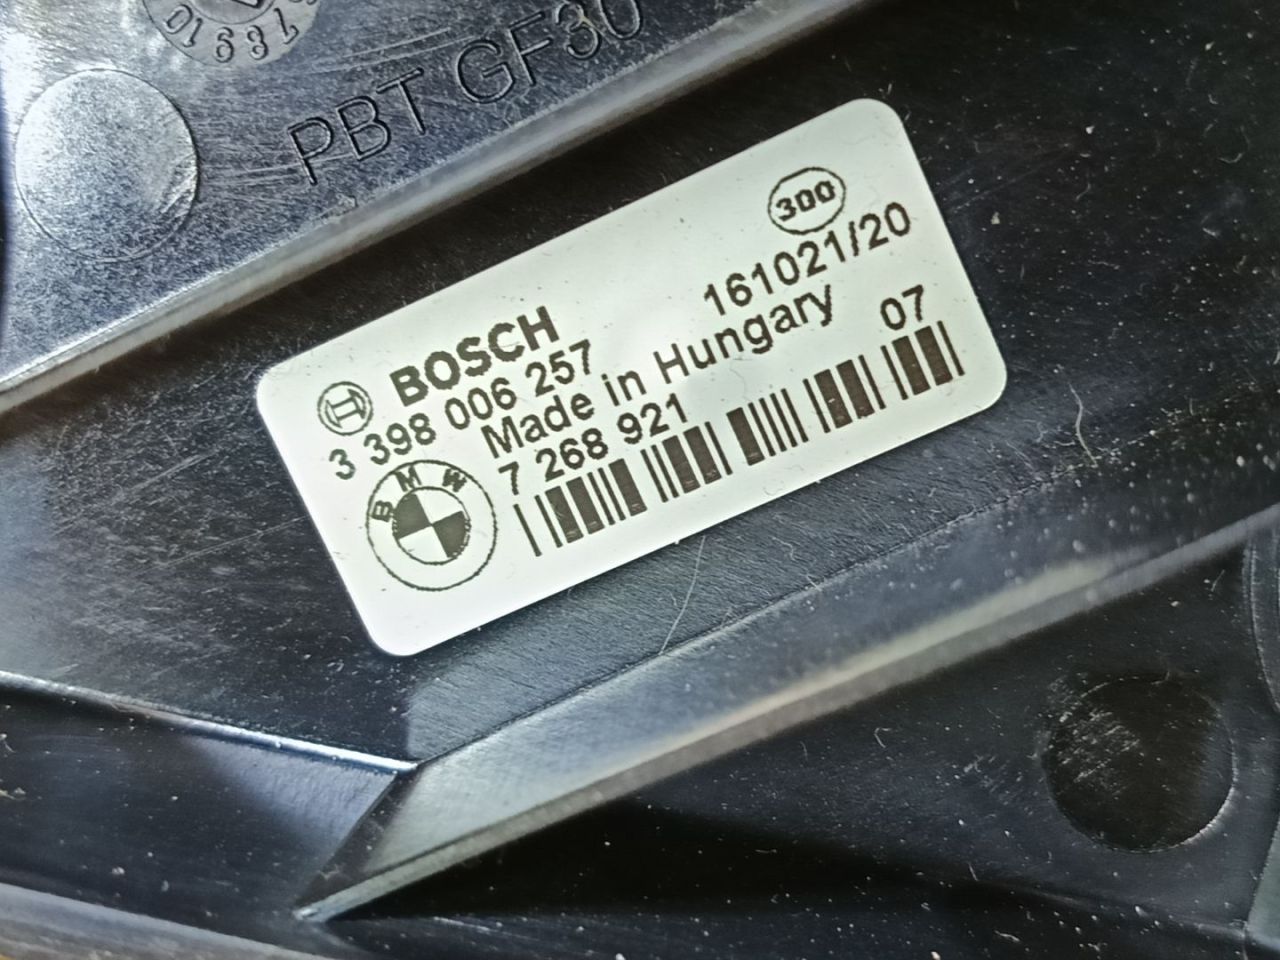 PBT GF30
300
161021/20
BOSCH
3 398 006 257
Made in Hungary
07
7 268 921
BMW